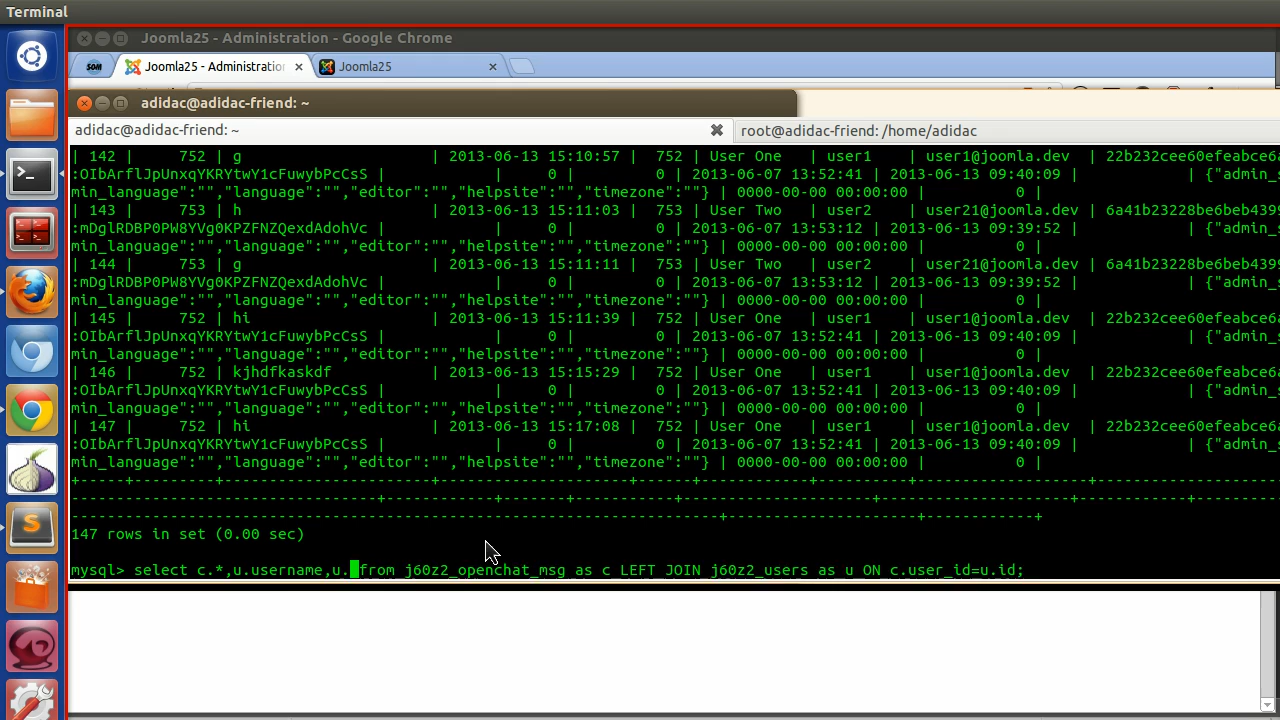 Terminal
Joomla25 - Administration - Google Chrome
SOM Joomla25 - Administration × Joomla25 ×
adidac@adidac-friend: ~
adidac@adidac-friend: ~ ✖ root@adidac-friend: /home/adidac
| 142 | 752 | g | 2013-06-13 15:10:57 | 752 | User One | user1 | user1@joomla.dev | 22b232cee60efeabce6a
:OIbArflJpUnxqYKRYtwY1cFuwybPcCsS | | 0 | 0 | 2013-06-07 13:52:41 | 2013-06-13 09:40:09 | | {"admin_s
min_language":"","language":"","editor":"","helpsite":"","timezone":""} | 0000-00-00 00:00:00 | 0 |
| 143 | 753 | h | 2013-06-13 15:11:03 | 753 | User Two | user2 | user21@joomla.dev | 6a41b23228be6beb4399
:mDglRDBP0PW8YVg0KPZFNZQexdAdohVc | | 0 | 0 | 2013-06-07 13:53:12 | 2013-06-13 09:39:52 | | {"admin_s
min_language":"","language":"","editor":"","helpsite":"","timezone":""} | 0000-00-00 00:00:00 | 0 |
| 144 | 753 | g | 2013-06-13 15:11:11 | 753 | User Two | user2 | user21@joomla.dev | 6a41b23228be6beb4399
:mDglRDBP0PW8YVg0KPZFNZQexdAdohVc | | 0 | 0 | 2013-06-07 13:53:12 | 2013-06-13 09:39:52 | | {"admin_s
min_language":"","language":"","editor":"","helpsite":"","timezone":""} | 0000-00-00 00:00:00 | 0 |
| 145 | 752 | hi | 2013-06-13 15:11:39 | 752 | User One | user1 | user1@joomla.dev | 22b232cee60efeabce6a
:OIbArflJpUnxqYKRYtwY1cFuwybPcCsS | | 0 | 0 | 2013-06-07 13:52:41 | 2013-06-13 09:40:09 | | {"admin_s
min_language":"","language":"","editor":"","helpsite":"","timezone":""} | 0000-00-00 00:00:00 | 0 |
| 146 | 752 | kjhdfkaskdf | 2013-06-13 15:15:29 | 752 | User One | user1 | user1@joomla.dev | 22b232cee60efeabce6a
:OIbArflJpUnxqYKRYtwY1cFuwybPcCsS | | 0 | 0 | 2013-06-07 13:52:41 | 2013-06-13 09:40:09 | | {"admin_s
min_language":"","language":"","editor":"","helpsite":"","timezone":""} | 0000-00-00 00:00:00 | 0 |
| 147 | 752 | hi | 2013-06-13 15:17:08 | 752 | User One | user1 | user1@joomla.dev | 22b232cee60efeabce6a
:OIbArflJpUnxqYKRYtwY1cFuwybPcCsS | | 0 | 0 | 2013-06-07 13:52:41 | 2013-06-13 09:40:09 | | {"admin_s
min_language":"","language":"","editor":"","helpsite":"","timezone":""} | 0000-00-00 00:00:00 | 0 |
147 rows in set (0.00 sec)
mysql> select c.*,u.username,u. from j60z2_openchat_msg as c LEFT JOIN j60z2_users as u ON c.user_id=u.id;